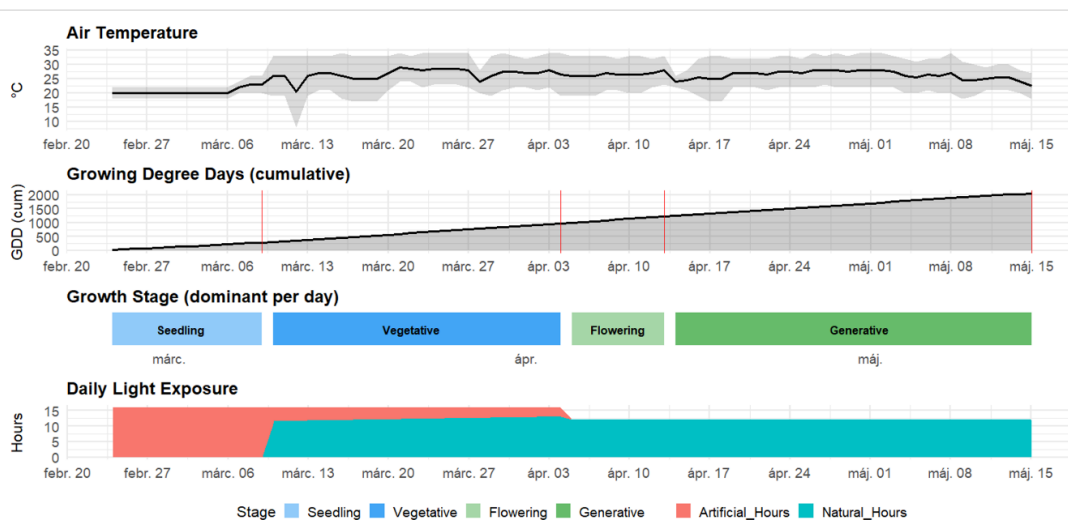 Air Temperature
35
30
25
20
15
10
°C
febr. 20 febr. 27 márc. 06 márc. 13 márc. 20 márc. 27 ápr. 03 ápr. 10 ápr. 17 ápr. 24 máj. 01 máj. 08 máj. 15
Growing Degree Days (cumulative)
2000
1500
1000
500
0
GDD (cum)
febr. 20 febr. 27 márc. 06 márc. 13 márc. 20 márc. 27 ápr. 03 ápr. 10 ápr. 17 ápr. 24 máj. 01 máj. 08 máj. 15
Growth Stage (dominant per day)
Seedling Vegetative Flowering Generative
márc. ápr. máj.
Daily Light Exposure
15
10
5
0
Hours
febr. 20 febr. 27 márc. 06 márc. 13 márc. 20 márc. 27 ápr. 03 ápr. 10 ápr. 17 ápr. 24 máj. 01 máj. 08 máj. 15
Stage Seedling Vegetative Flowering Generative Artificial_Hours Natural_Hours